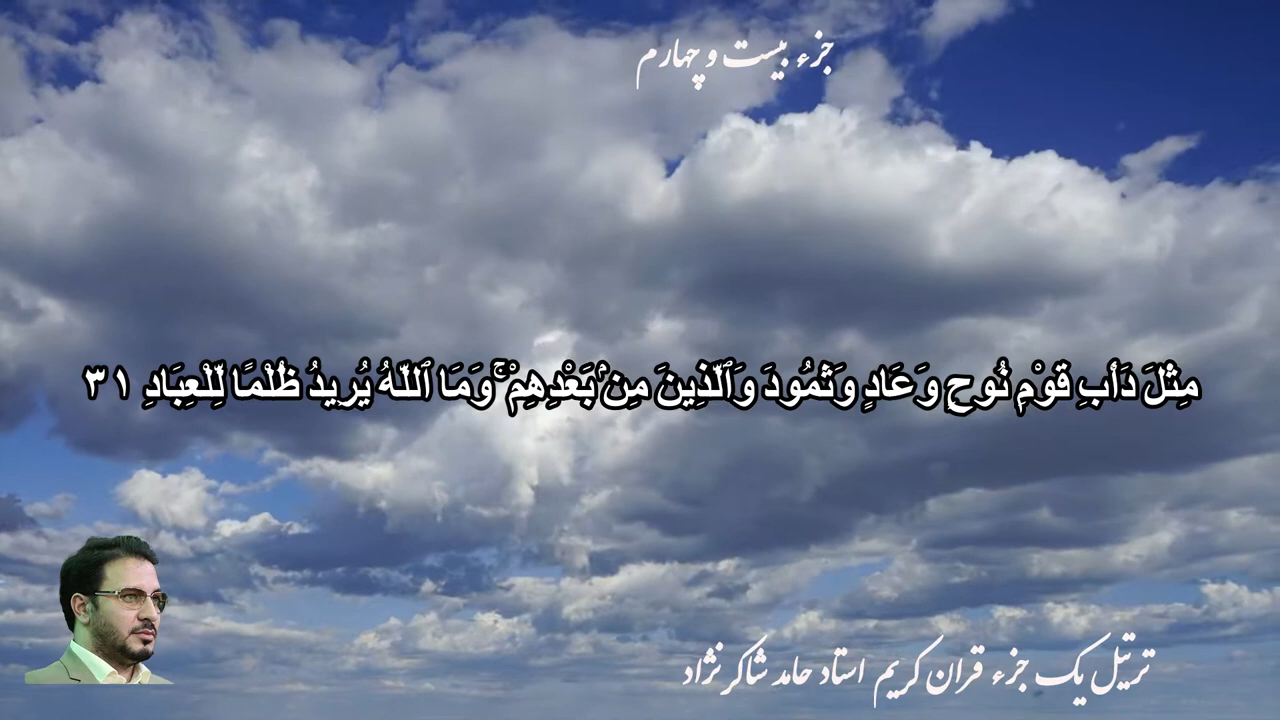 جزء بیست و چهارم
مِثۡلَ دَأۡبِ قَوۡمِ نُوحٖ وَعَادٖ وَثَمُودَ وَٱلَّذِينَ مِنۢ بَعۡدِهِمۡۚ وَمَا ٱللَّهُ يُرِيدُ ظُلۡمٗا لِّلۡعِبَادِ ٣١
ترتیل یک جزء قران کریم استاد حامد شاکرنژاد